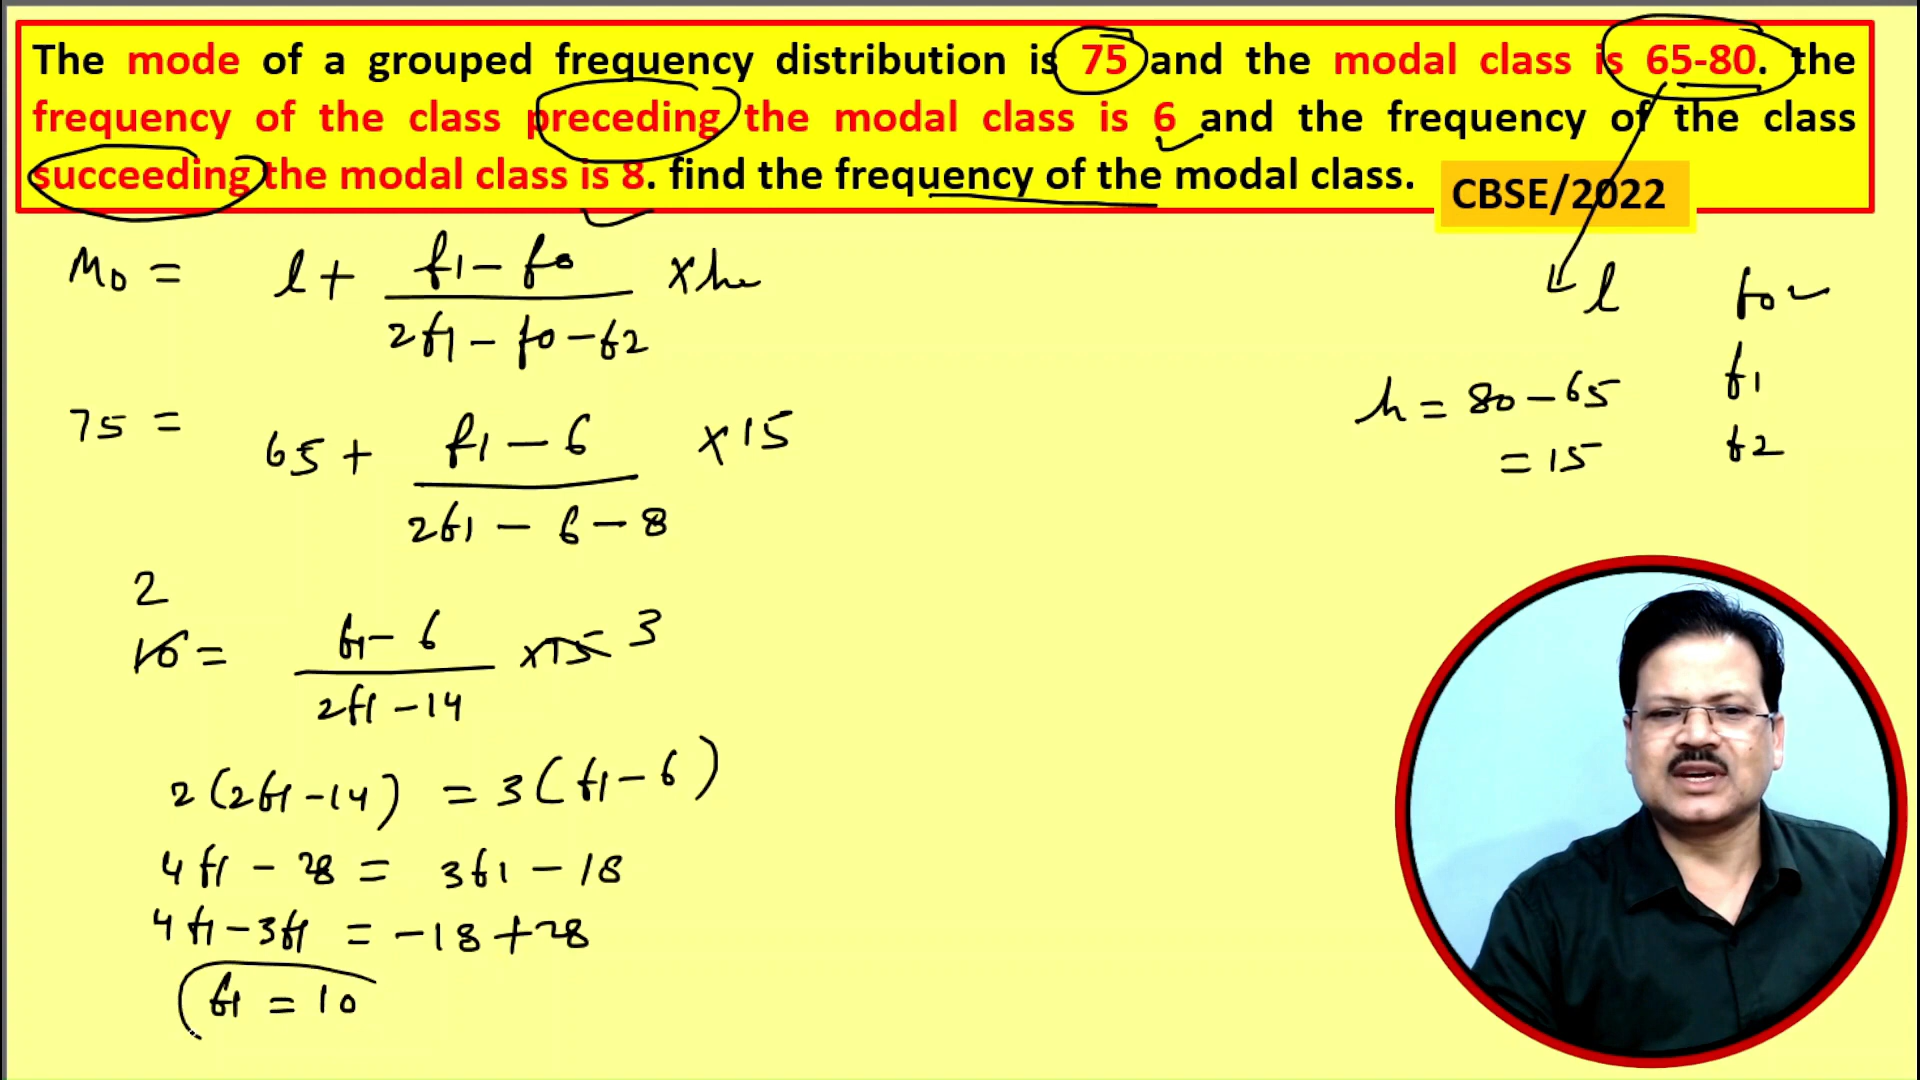 The mode of a grouped frequency distribution is 75 and the modal class is 65-80. the
frequency of the class preceding the modal class is 6 and the frequency of the class
succeeding the modal class is 8. find the frequency of the modal class.
CBSE/2022
Mo = l + f1 - f0 / 2f1 - f0 - f2 × h
l f0
f1
f2
h = 80 - 65
= 15
75 = 65 + f1 - 6 / 2f1 - 6 - 8 × 15
2
10 = f1 - 6 / 2f1 - 14 × 15 3
2(2f1 - 14) = 3(f1 - 6)
4f1 - 28 = 3f1 - 18
4f1 - 3f1 = -18 + 28
f1 = 10